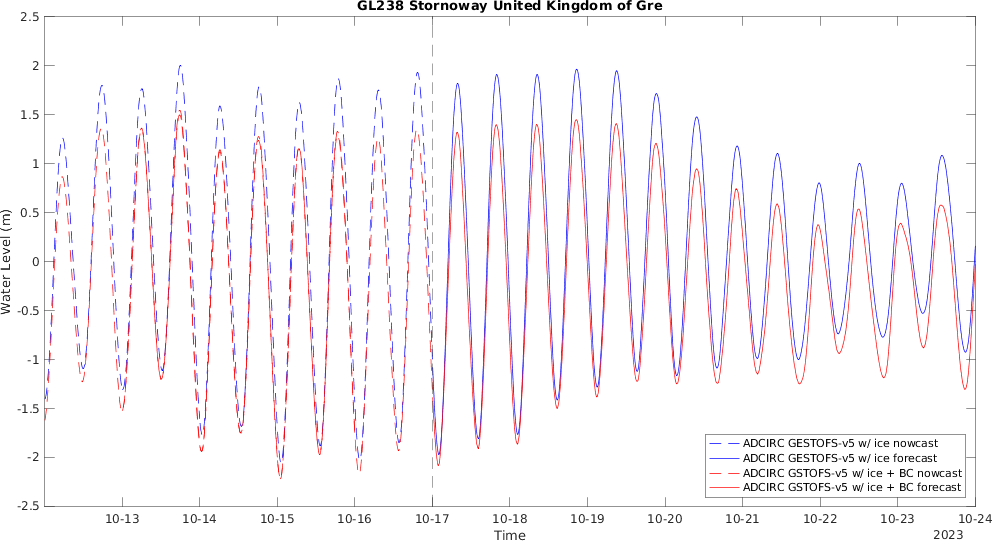 GL238 Stornoway United Kingdom of Gre
2.5
2
1.5
1
0.5
0
-0.5
-1
-1.5
-2
-2.5
Water Level (m)
ADCIRC GESTOFS-v5 w/ ice nowcast
ADCIRC GESTOFS-v5 w/ ice forecast
ADCIRC GSTOFS-v5 w/ ice + BC nowcast
ADCIRC GSTOFS-v5 w/ ice + BC forecast
10-13 10-14 10-15 10-16 10-17 10-18 10-19 10-20 10-21 10-22 10-23 10-24
Time
2023